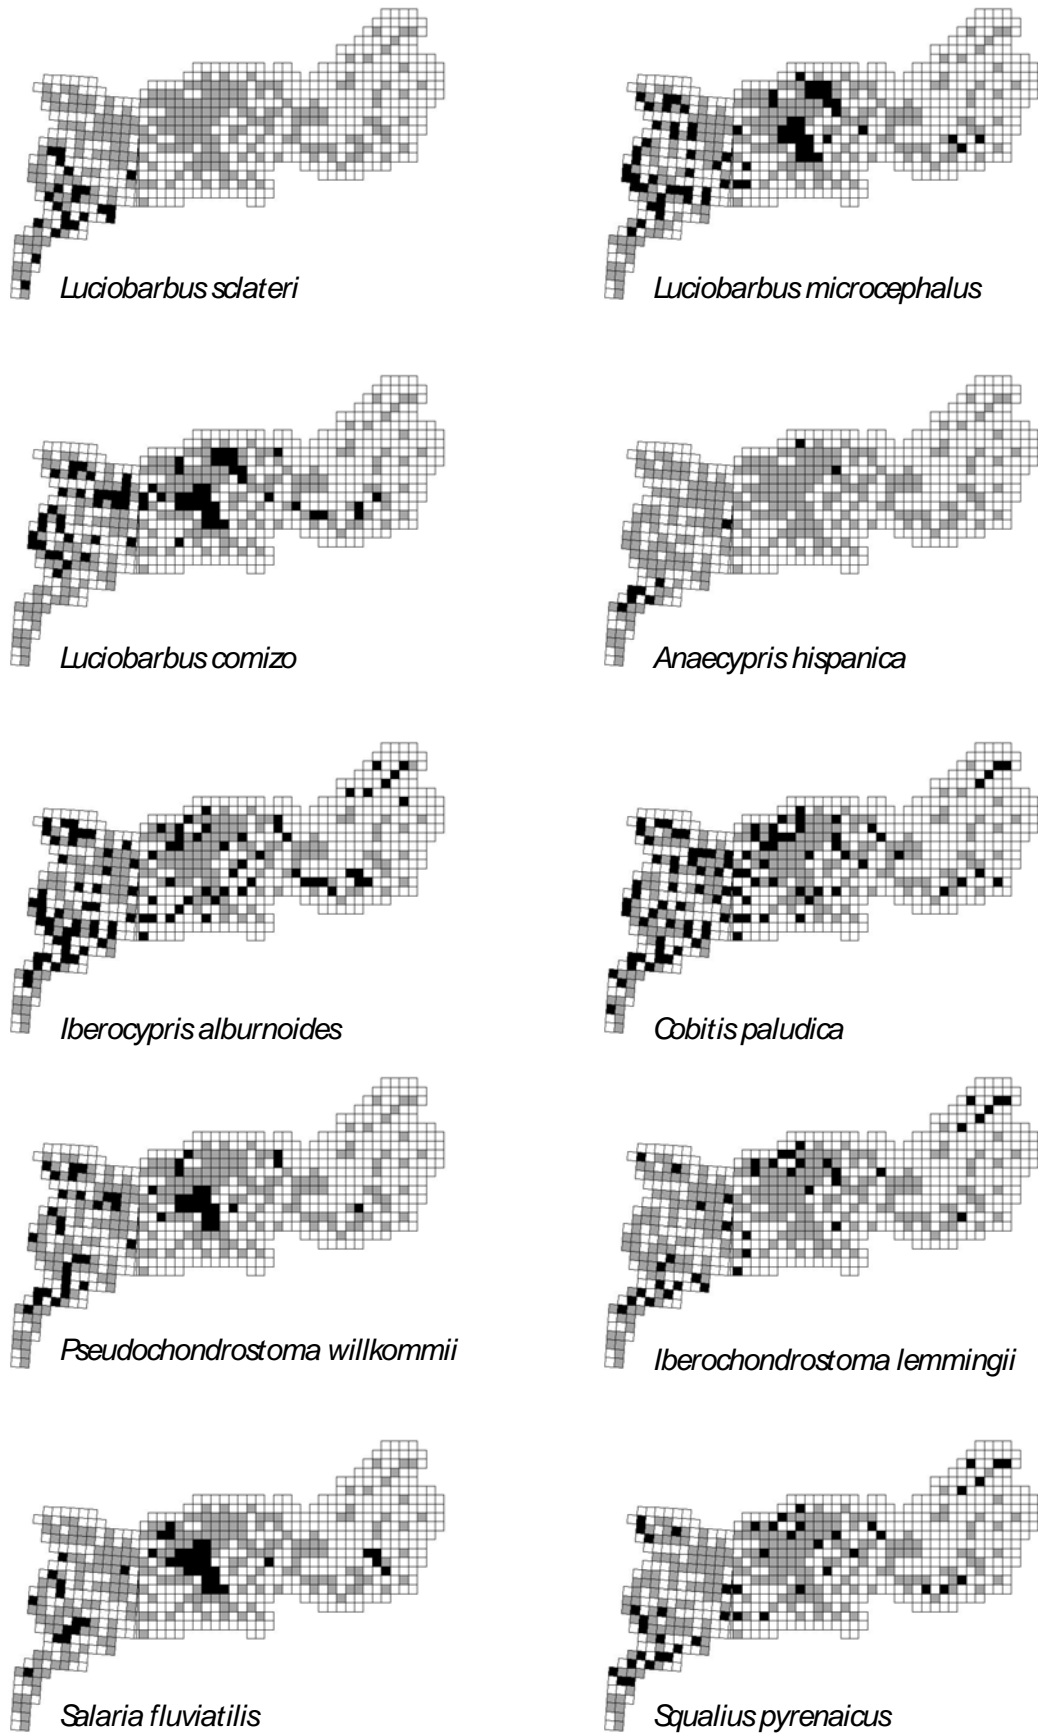 Luciobarbus sclateri
Luciobarbus microcephalus
Luciobarbus comizo
Anaecypris hispanica
Iberocypris alburnoides
Cobitis paludica
Pseudochondrostoma willkommii
Iberochondrostoma lemmingii
Salaria fluviatilis
Squalius pyrenaicus